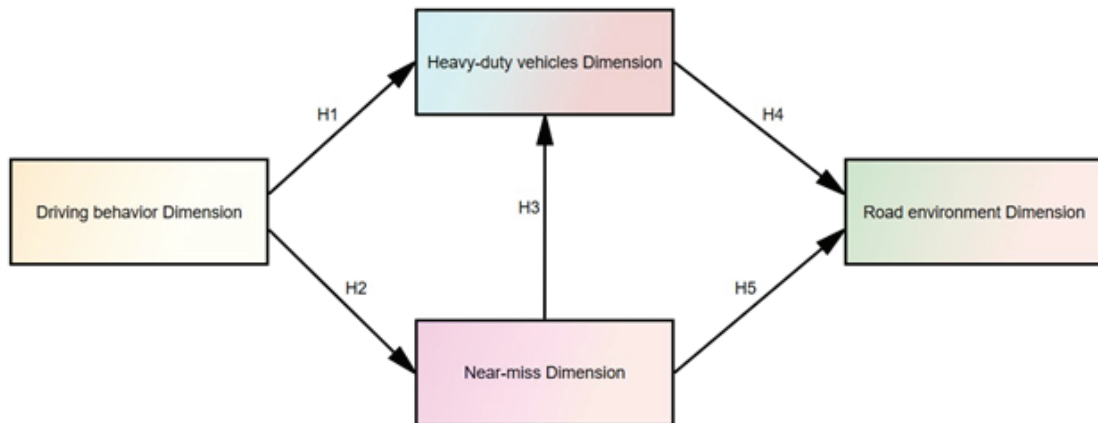 Heavy-duty vehicles Dimension
H1
H4
Driving behavior Dimension
H3
Road environment Dimension
H2
H5
Near-miss Dimension